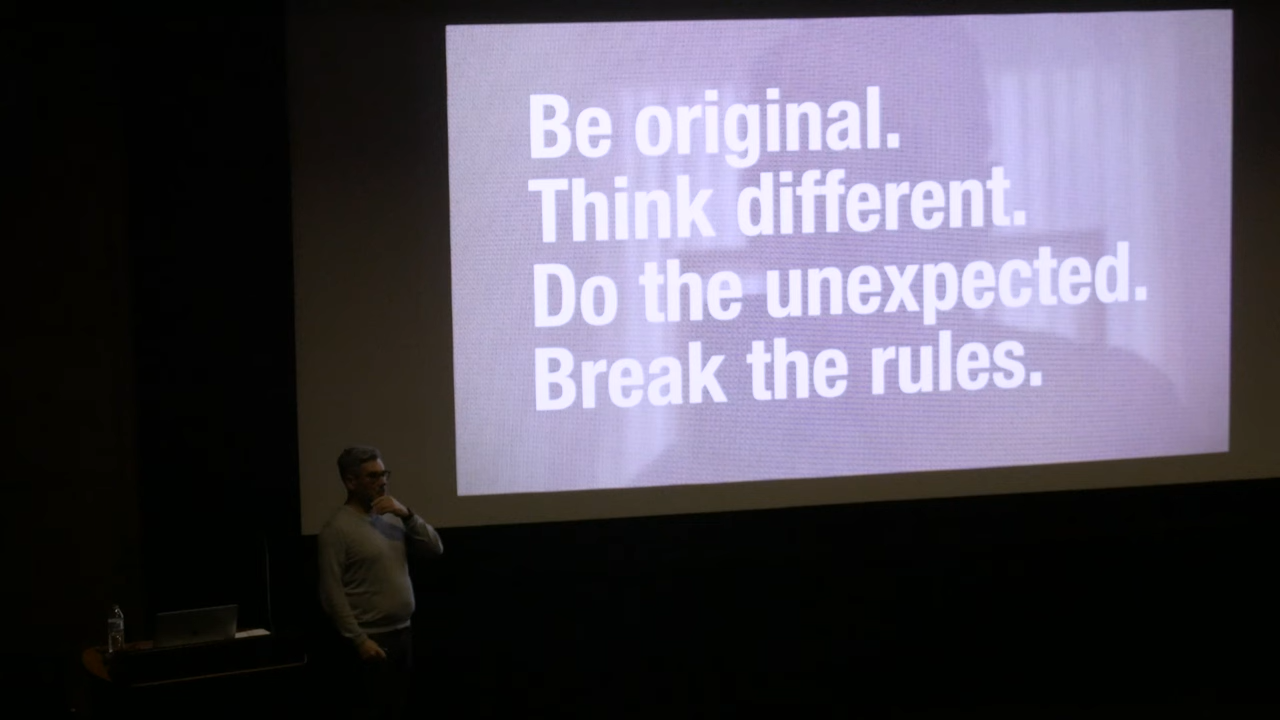 Be original.
Think different.
Do the unexpected.
Break the rules.